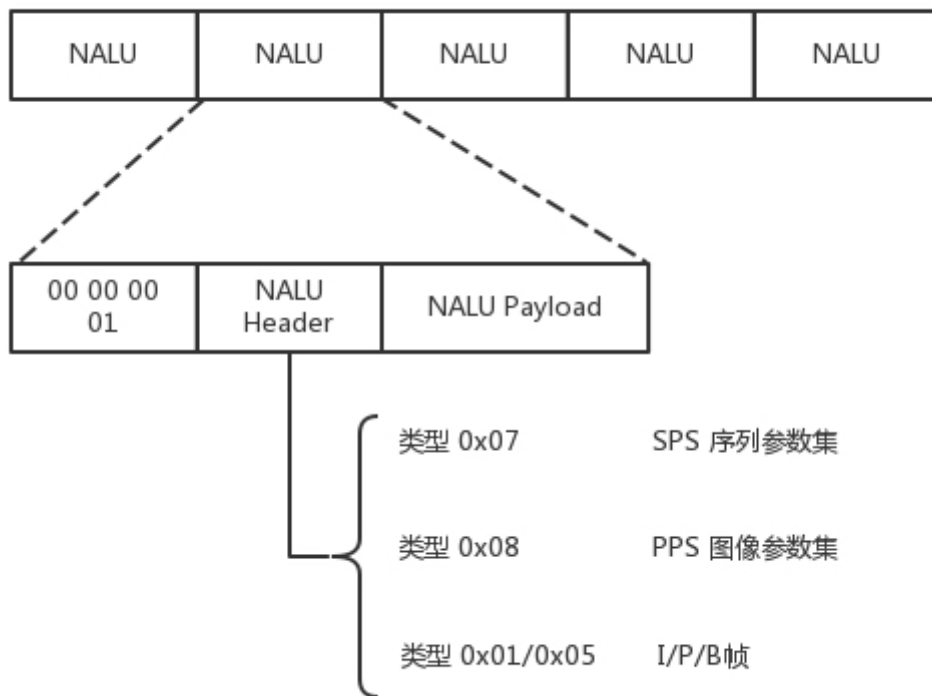 NALU NALU NALU NALU NALU
00 00 00
01
NALU
Header
NALU Payload
类型 0x07 SPS 序列参数集
类型 0x08 PPS 图像参数集
类型 0x01/0x05 I/P/B帧